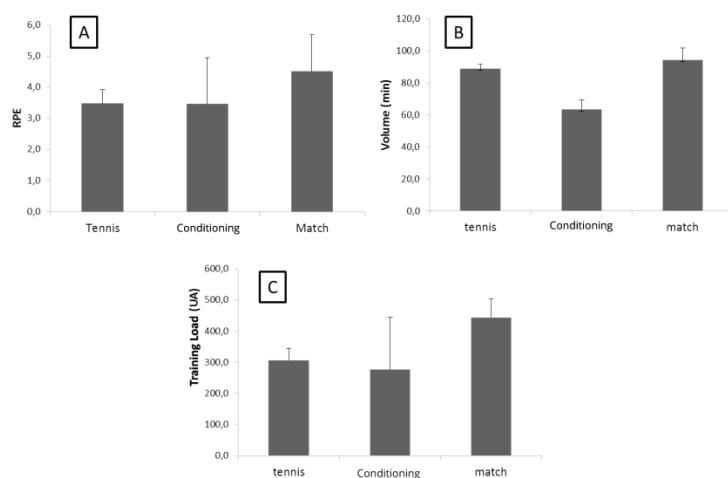 A
RPE
6,0
5,0
4,0
3,0
2,0
1,0
0,0
Tennis Conditioning Match
B
Volume (min)
120,0
100,0
80,0
60,0
40,0
20,0
0,0
tennis Conditioning match
C
Training Load (UA)
600,0
500,0
400,0
300,0
200,0
100,0
0,0
tennis Conditioning match